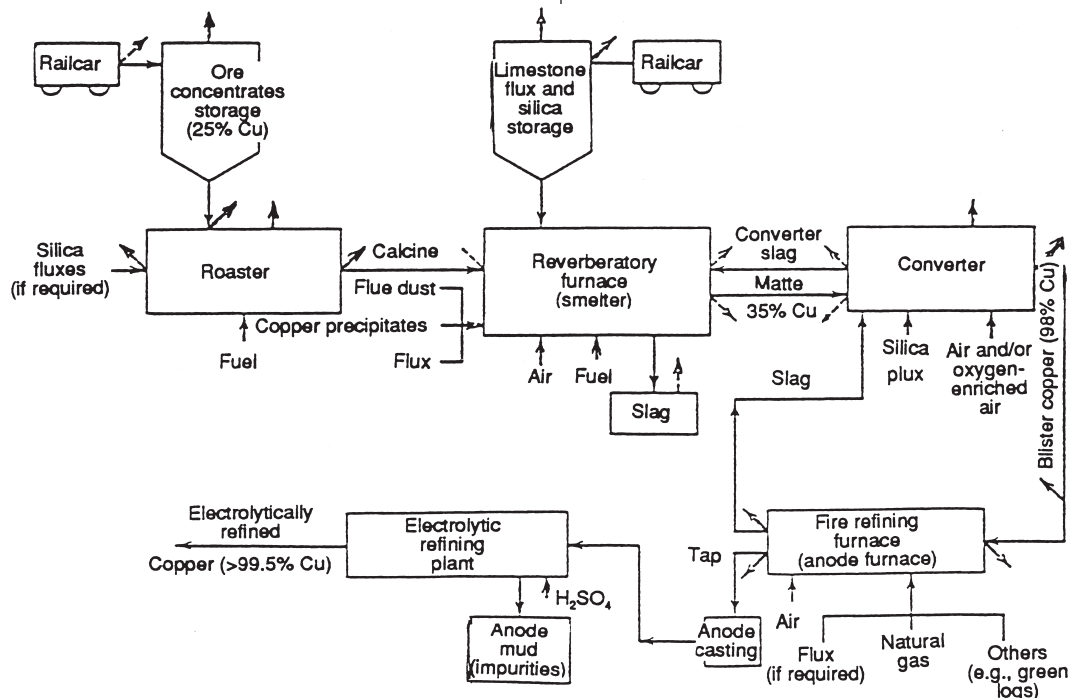 Railcar
Ore
concentrates
storage
(25% Cu)
Limestone
flux and
silica
storage
Railcar
Silica
fluxes
(if required)
Roaster
Fuel
Calcine
Flue dust
Copper precipitates
Flux
Reverberatory
furnace
(smelter)
Air
Fuel
Slag
Converter
slag
Matte
35% Cu
Converter
Silica
plux
Air and/or
oxygen-
enriched
air
Blister copper (98% Cu)
Slag
Fire refining
furnace
(anode furnace)
Tap
Air
Flux
(if required)
Natural
gas
Others
(e.g., green
logs)
Anode
casting
Electrolytic
refining
plant
H₂SO₄
Anode
mud
(impurities)
Electrolytically
refined
Copper (>99.5% Cu)